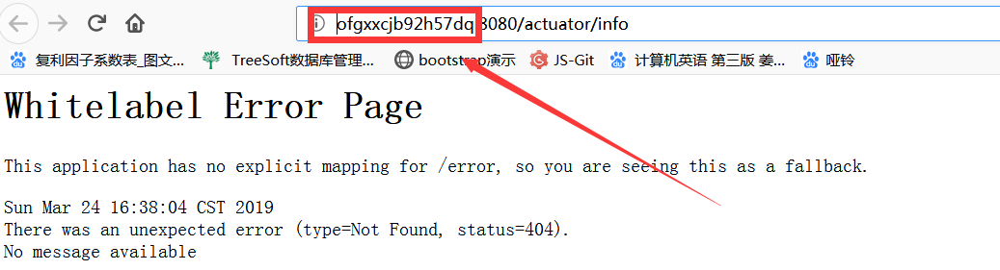 ofgxxcjb92h57dq:8080/actuator/info
复利因子系数表_图文... TreeSoft数据库管理... bootstrap演示 JS-Git 计算机英语 第三版 姜... 哑铃
Whitelabel Error Page
This application has no explicit mapping for /error, so you are seeing this as a fallback.
Sun Mar 24 16:38:04 CST 2019
There was an unexpected error (type=Not Found, status=404).
No message available